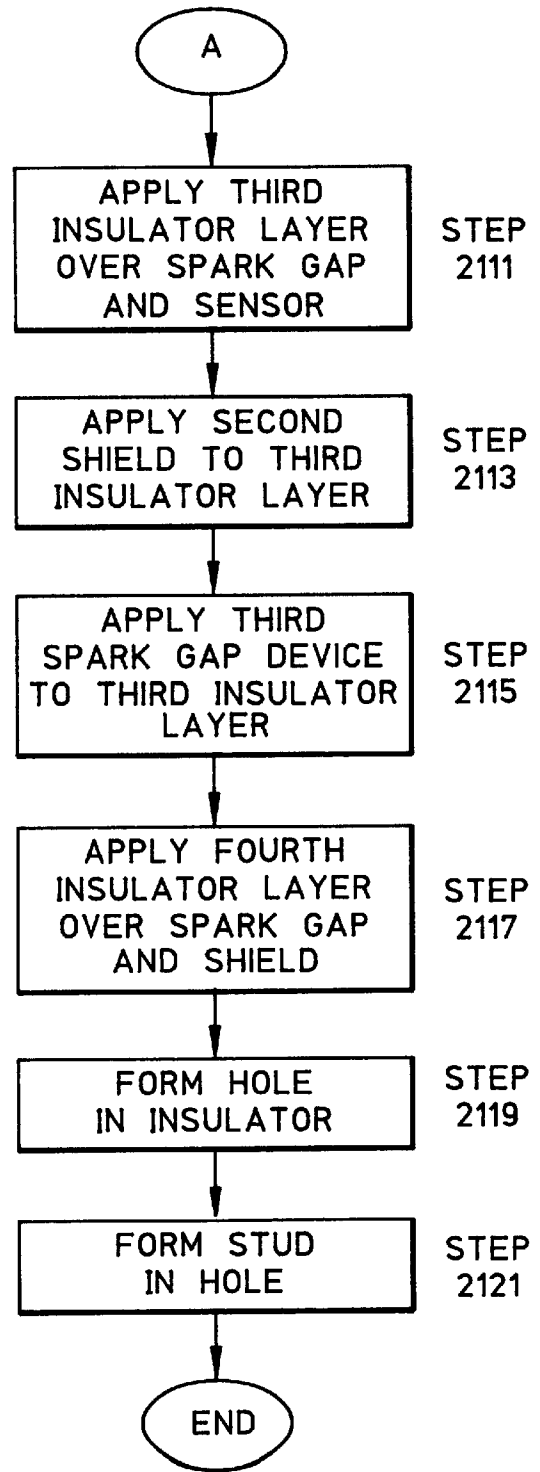 A
APPLY THIRD
INSULATOR LAYER
OVER SPARK GAP
AND SENSOR
STEP
2111
APPLY SECOND
SHIELD TO THIRD
INSULATOR LAYER
STEP
2113
APPLY THIRD
SPARK GAP DEVICE
TO THIRD INSULATOR
LAYER
STEP
2115
APPLY FOURTH
INSULATOR LAYER
OVER SPARK GAP
AND SHIELD
STEP
2117
FORM HOLE
IN INSULATOR
STEP
2119
FORM STUD
IN HOLE
STEP
2121
END